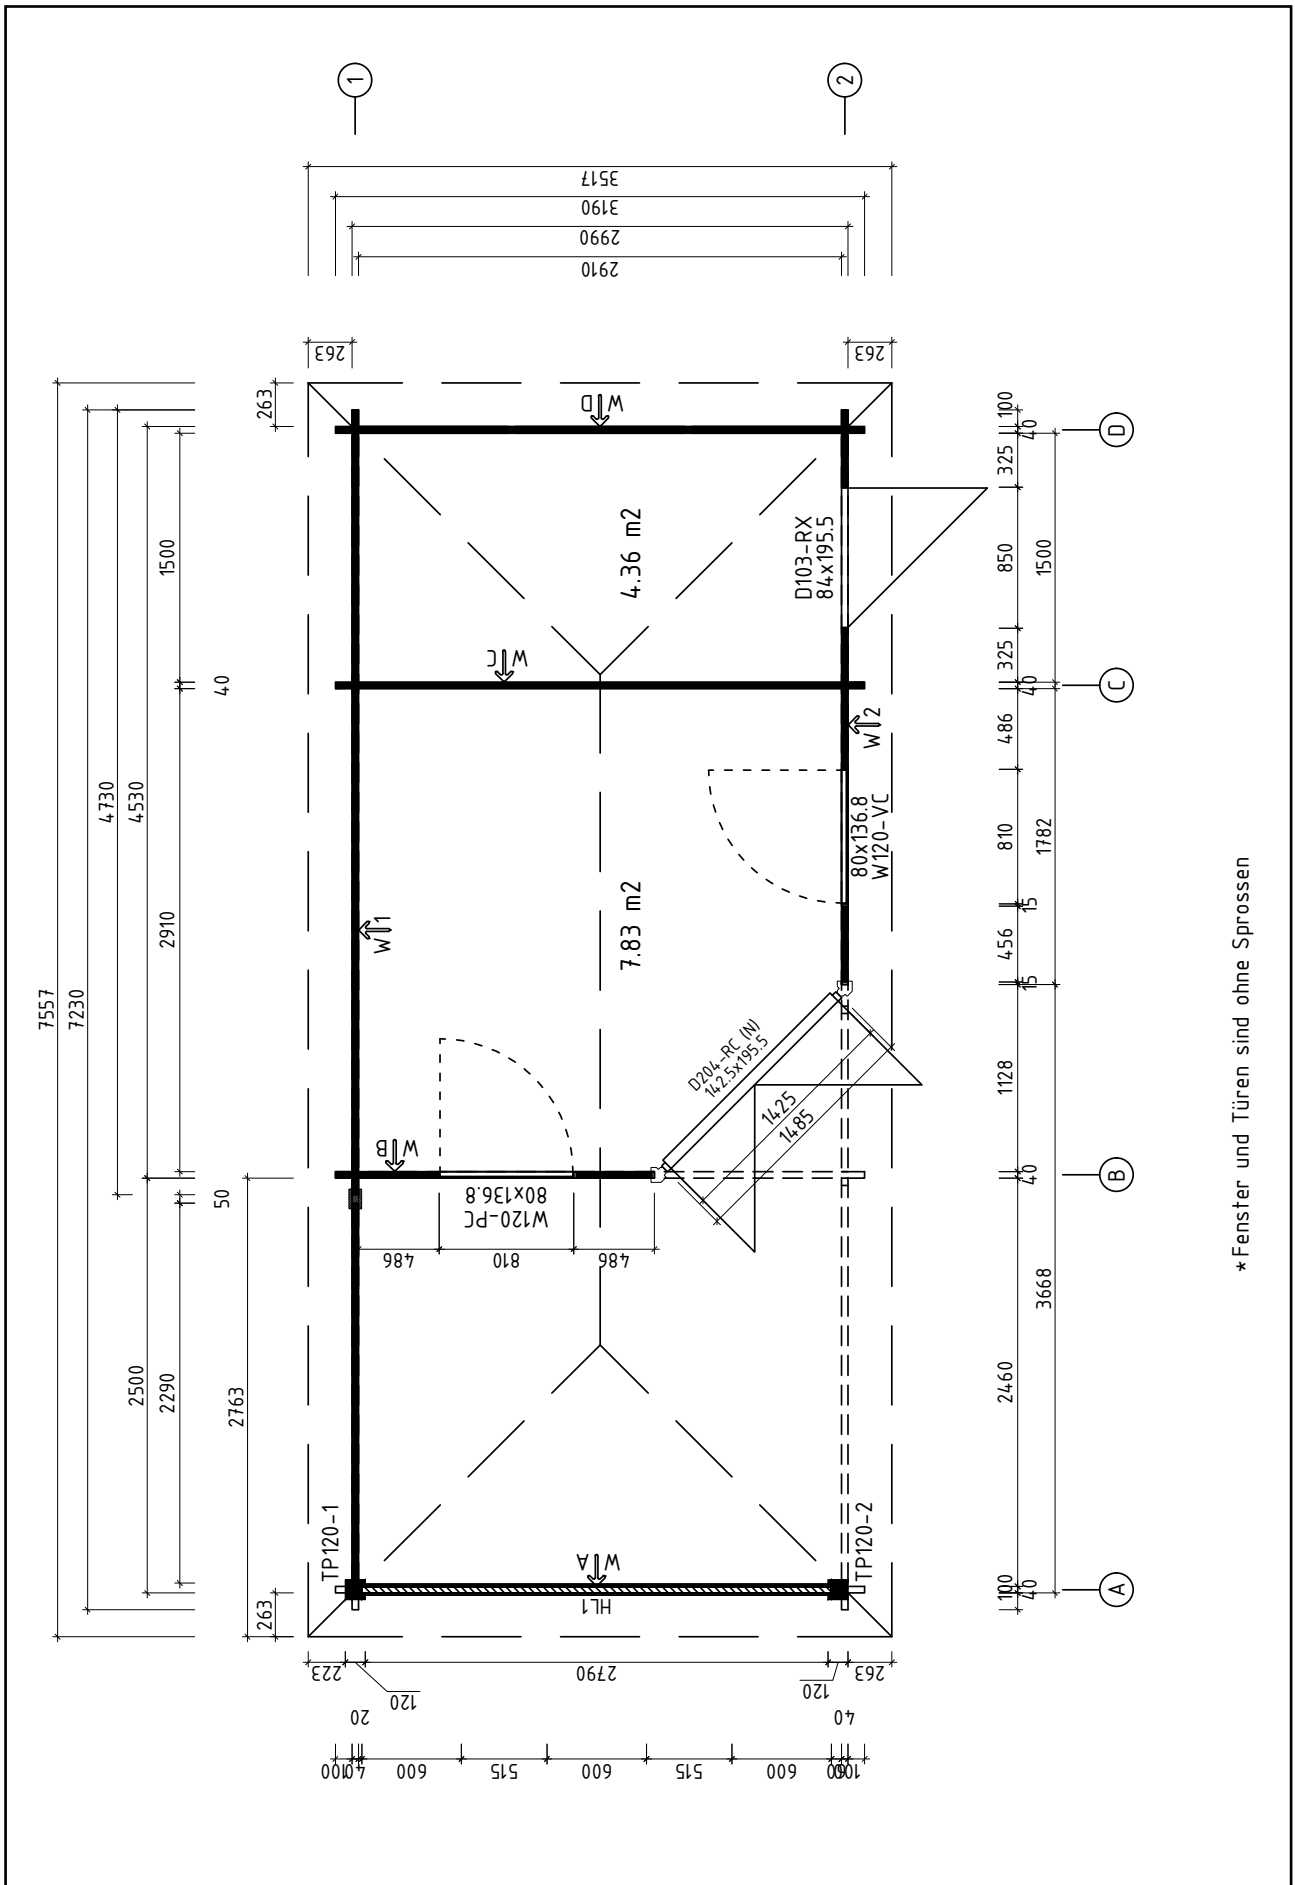 1
2
3517
3190
2990
2910
263
263
7557
7230
4730
4530
1500
2910
40
50
263
2500
2290
2763
263
W D
4.36 m2
D103-RX
84x195.5
W C
W 2
80x136.8
W120-VC
7.83 m2
W 1
D204-RC (N)
142.5x195.5
1425
1485
W B
W120-PC
80x136.8
486
810
486
TP120-1
TP120-2
W A
HL1
100
40
325
850
1500
325
40
486
810
1782
15
456
15
1128
40
3668
2460
100
40
D
C
B
A
223
120
2790
120
263
20
40
100
40
600
515
600
515
600
60
100
*Fenster und Türen sind ohne Sprossen